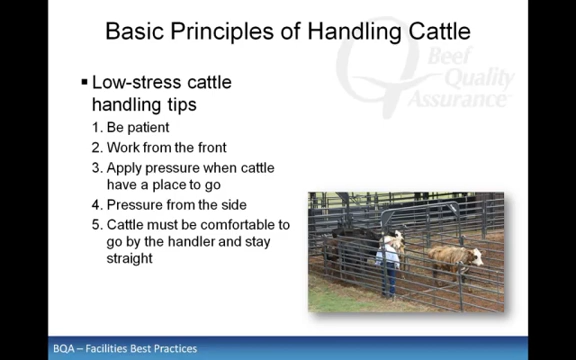 Basic Principles of Handling Cattle
Beef
Quality
Assurance
▪ Low-stress cattle
handling tips
1. Be patient
2. Work from the front
3. Apply pressure when cattle
have a place to go
4. Pressure from the side
5. Cattle must be comfortable to
go by the handler and stay
straight
BQA – Facilities Best Practices